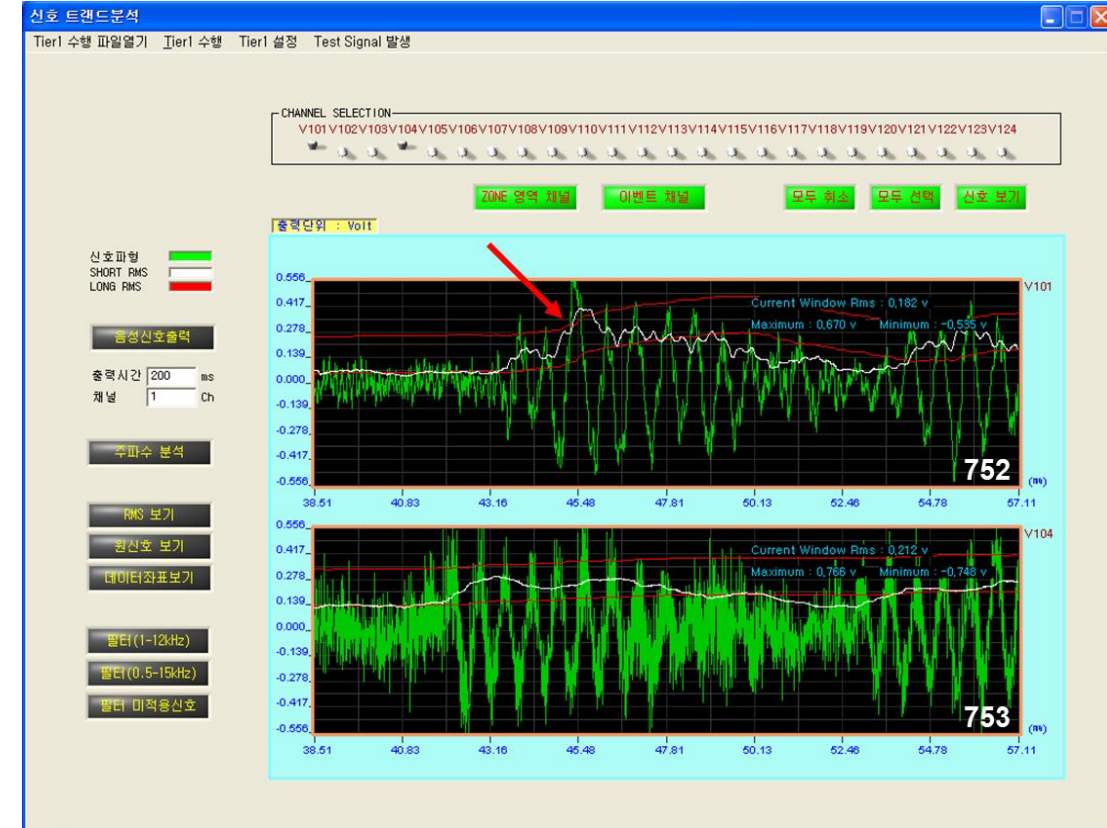 신호 트랜드분석
Tier1 수행 파일열기 Tier1 수행 Tier1 설정 Test Signal 발생
CHANNEL SELECTION
V101 V102 V103 V104 V105 V106 V107 V108 V109 V110 V111 V112 V113 V114 V115 V116 V117 V118 V119 V120 V121 V122 V123 V124
ZONE 영역 채널 이벤트 채널 모두 취소 모두 선택 신호 보기
출력단위 : Volt
신호파형
SHORT RMS
LONG RMS
음성신호출력
출력시간 200 ms
채널 1 Ch
주파수 분석
RMS 보기
원신호 보기
데이터좌표보기
필터(1-12kHz)
필터(0.5-15kHz)
필터 미적용신호
V101
Current Window Rms : 0,182 v
Maximum : 0,670 v Minimum : -0,535 v
0.556
0.417
0.278
0.139
0.000
-0.139
-0.278
-0.417
-0.556
752
(ms)
38.51 40.83 43.16 45.48 47.81 50.13 52.46 54.78 57.11
V104
Current Window Rms : 0,212 v
Maximum : 0,766 v Minimum : -0,748 v
0.556
0.417
0.278
0.139
0.000
-0.139
-0.278
-0.417
-0.556
753
(ms)
38.51 40.83 43.16 45.48 47.81 50.13 52.46 54.78 57.11